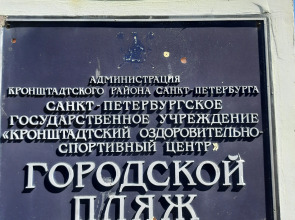 АДМИНИСТРАЦИЯ
КРОНШТАДТСКОГО РАЙОНА САНКТ-ПЕТЕРБУРГА
САНКТ-ПЕТЕРБУРГСКОЕ
ГОСУДАРСТВЕННОЕ УЧРЕЖДЕНИЕ
«КРОНШТАДТСКИЙ ОЗДОРОВИТЕЛЬНО-
СПОРТИВНЫЙ ЦЕНТР»
ГОРОДСКОЙ
ПЛЯЖ